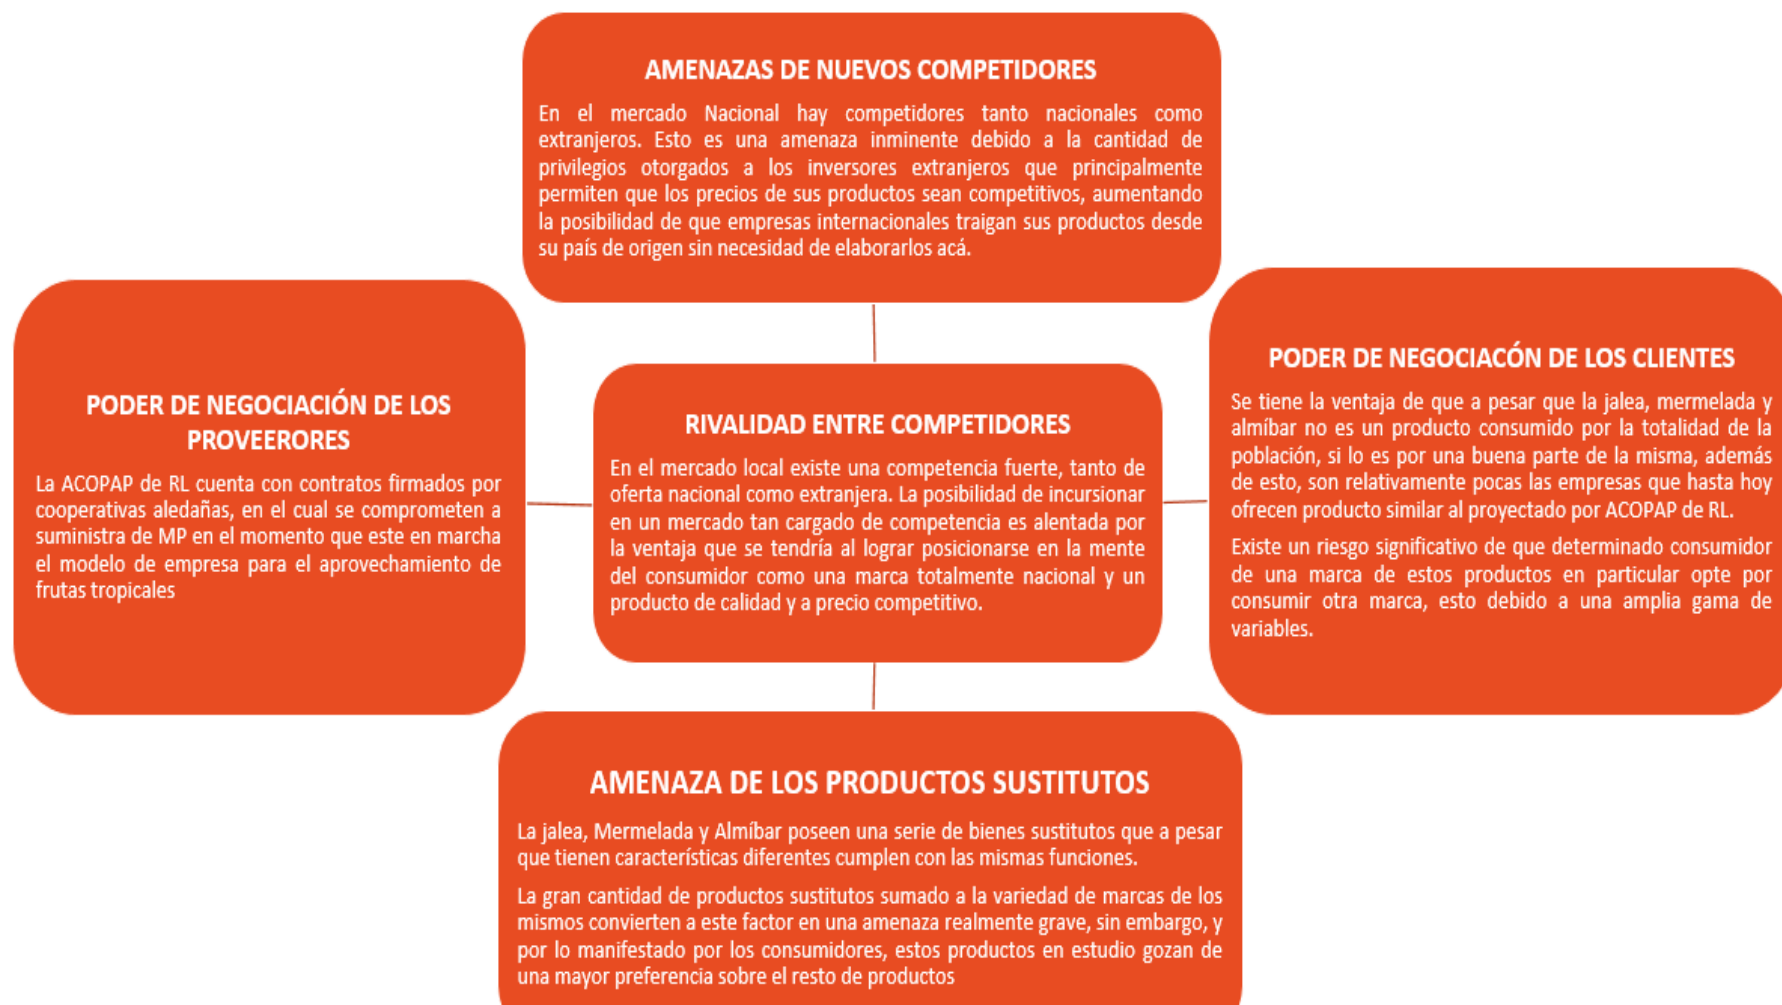 AMENAZAS DE NUEVOS COMPETIDORES
En el mercado Nacional hay competidores tanto nacionales como
extranjeros. Esto es una amenaza inminente debido a la cantidad de
privilegios otorgados a los inversores extranjeros que principalmente
permiten que los precios de sus productos sean competitivos, aumentando
la posibilidad de que empresas internacionales traigan sus productos desde
su país de origen sin necesidad de elaborarlos acá.
PODER DE NEGOCIACIÓN DE LOS
PROVEERORES
La ACOPAP de RL cuenta con contratos firmados por
cooperativas aledañas, en el cual se comprometen a
suministra de MP en el momento que este en marcha
el modelo de empresa para el aprovechamiento de
frutas tropicales
RIVALIDAD ENTRE COMPETIDORES
En el mercado local existe una competencia fuerte, tanto de
oferta nacional como extranjera. La posibilidad de incursionar
en un mercado tan cargado de competencia es alentada por
la ventaja que se tendría al lograr posicionarse en la mente
del consumidor como una marca totalmente nacional y un
producto de calidad y a precio competitivo.
PODER DE NEGOCIACÓN DE LOS CLIENTES
Se tiene la ventaja de que a pesar que la jalea, mermelada y
almíbar no es un producto consumido por la totalidad de la
población, si lo es por una buena parte de la misma, además
de esto, son relativamente pocas las empresas que hasta hoy
ofrecen producto similar al proyectado por ACOPAP de RL.
Existe un riesgo significativo de que determinado consumidor
de una marca de estos productos en particular opte por
consumir otra marca, esto debido a una amplia gama de
variables.
AMENAZA DE LOS PRODUCTOS SUSTITUTOS
La jalea, Mermelada y Almíbar poseen una serie de bienes sustitutos que a pesar
que tienen características diferentes cumplen con las mismas funciones.
La gran cantidad de productos sustitutos sumado a la variedad de marcas de los
mismos convierten a este factor en una amenaza realmente grave, sin embargo, y
por lo manifestado por los consumidores, estos productos en estudio gozan de
una mayor preferencia sobre el resto de productos